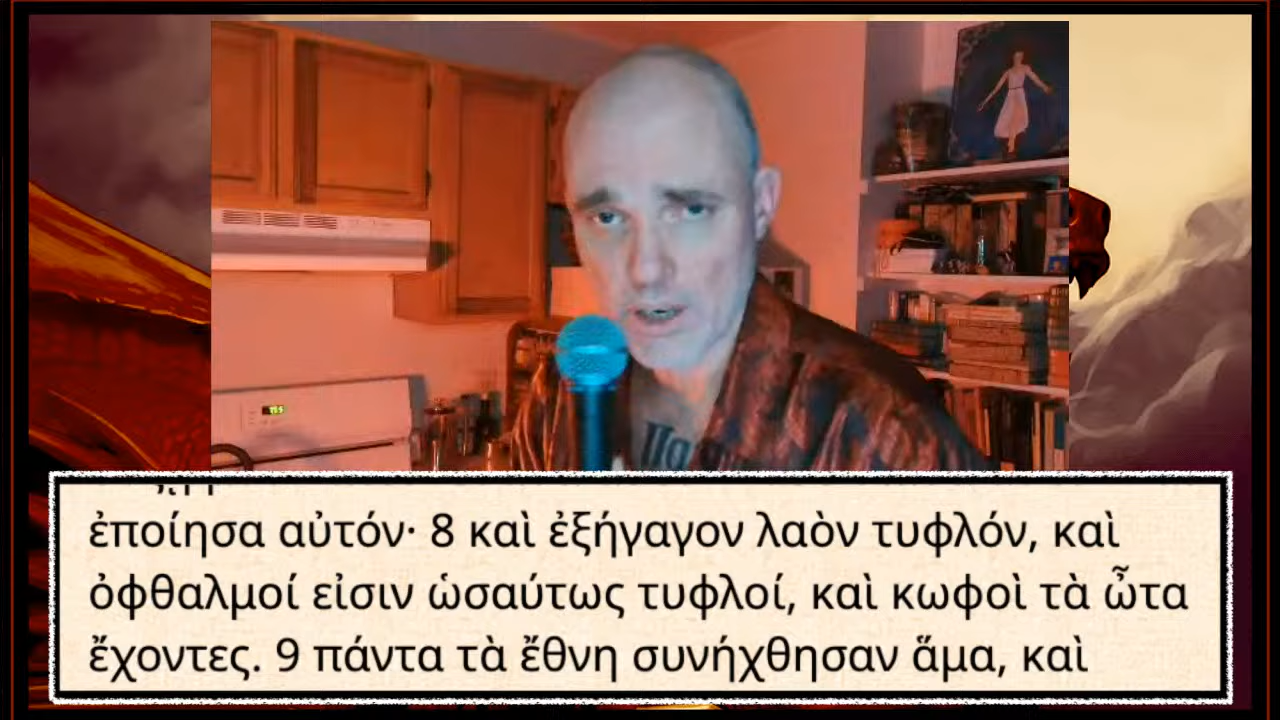 ἐποίησα αὐτόν· 8 καὶ ἐξήγαγον λαὸν τυφλόν, καὶ
ὀφθαλμοί εἰσιν ὡσαύτως τυφλοί, καὶ κωφοὶ τὰ ὦτα
ἔχοντες. 9 πάντα τὰ ἔθνη συνήχθησαν ἅμα, καὶ